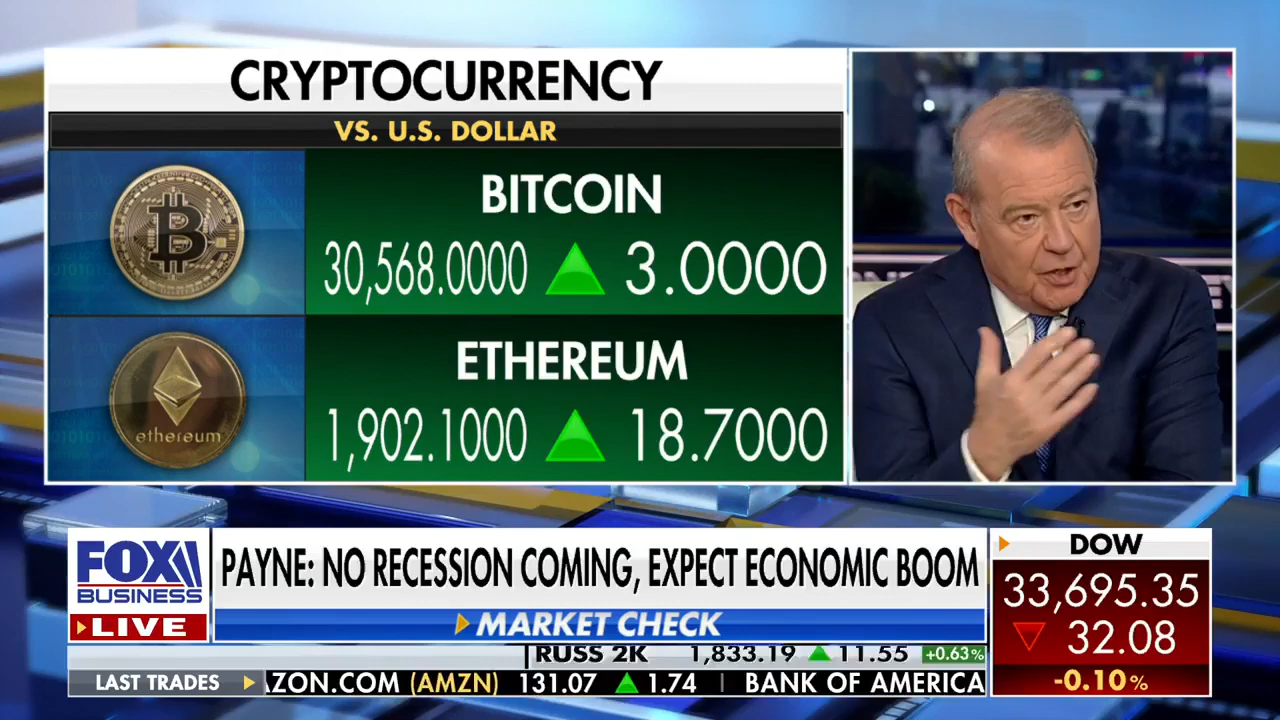 CRYPTOCURRENCY
VS. U.S. DOLLAR
BITCOIN
30,568.0000 ▲ 3.0000
ethereum
ETHEREUM
1,902.1000 ▲ 18.7000
FOX
BUSINESS
LIVE
PAYNE: NO RECESSION COMING, EXPECT ECONOMIC BOOM
MARKET CHECK
DOW
33,695.35
▼ 32.08
-0.10%
RUSS 2K 1,833.19 ▲ 11.55 +0.63%
LAST TRADES ZON.COM (AMZN) 131.07 ▲ 1.74 | BANK OF AMERICA